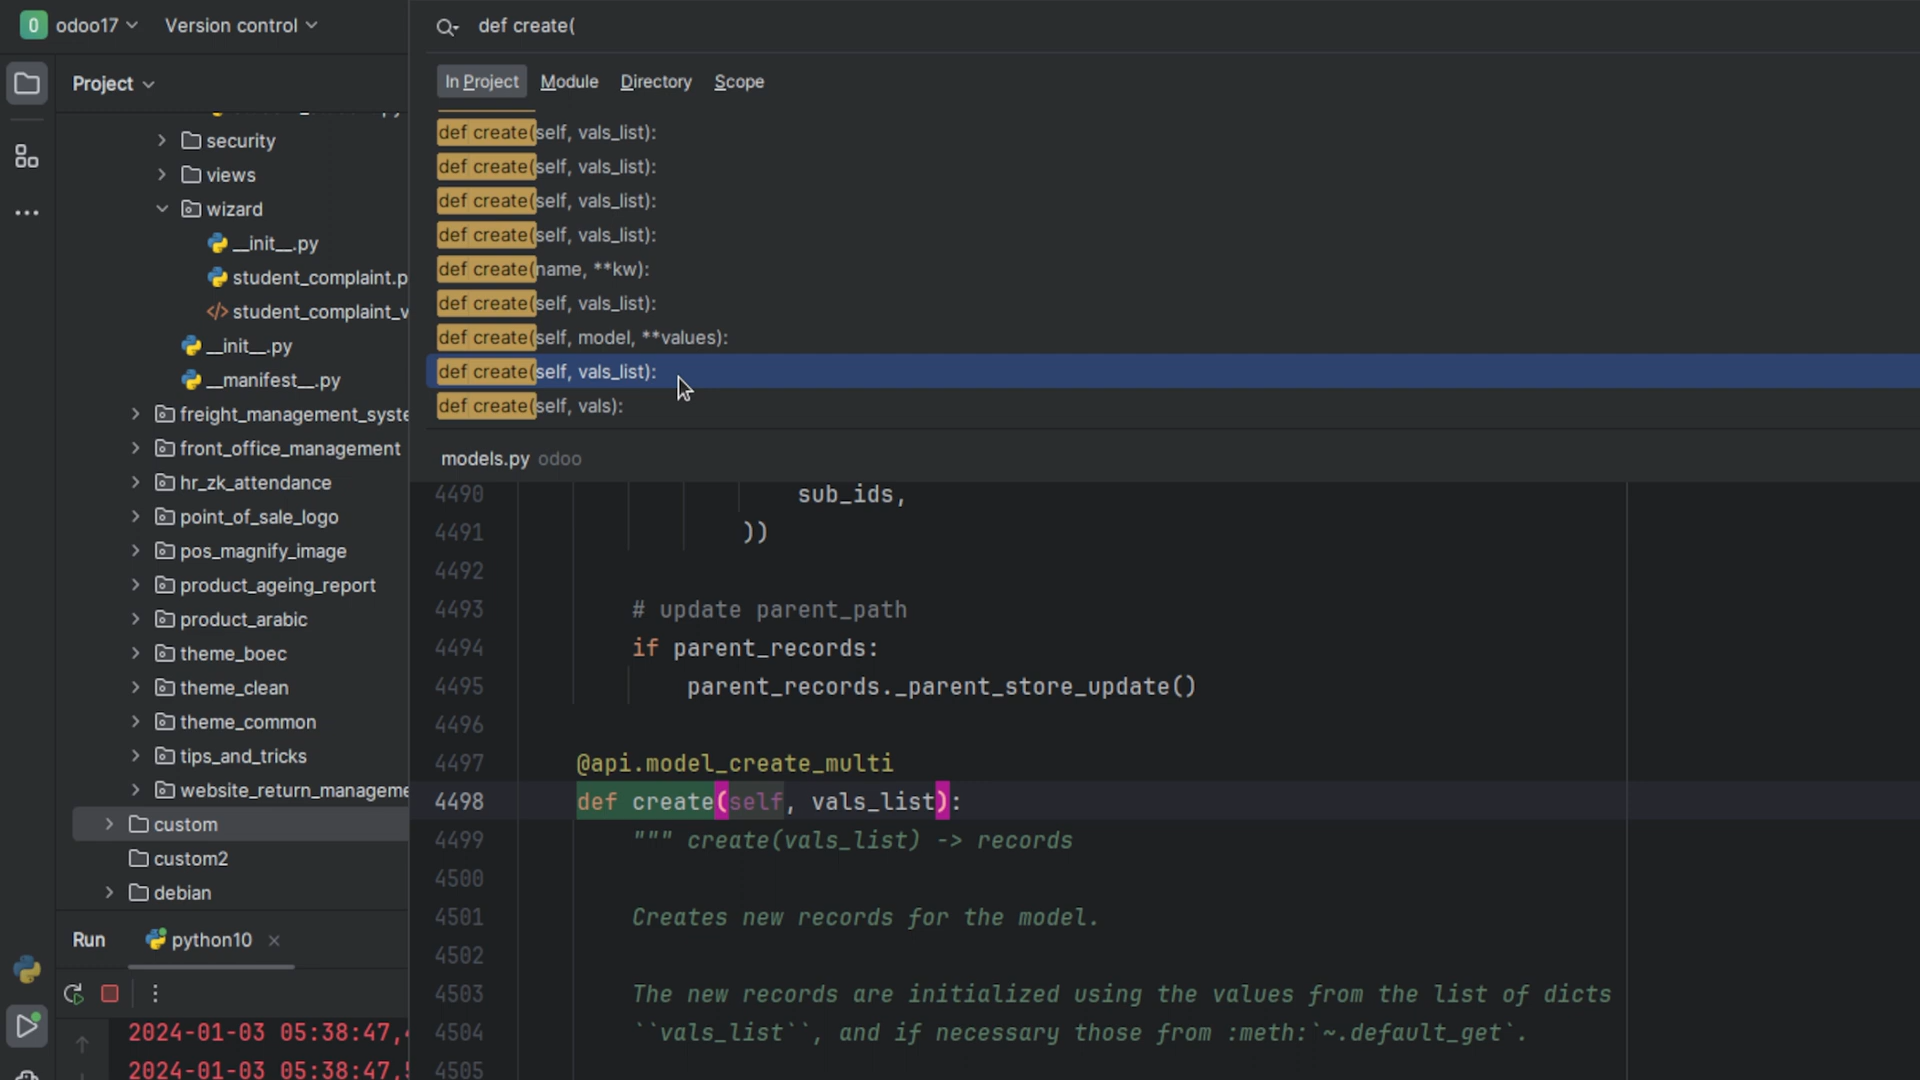 odoo17
Version control
def create(
Project
In Project
Module
Directory
Scope
def create(self, vals_list):
def create(self, vals_list):
def create(self, vals_list):
def create(self, vals_list):
def create(name, **kw):
def create(self, vals_list):
def create(self, model, **values):
def create(self, vals_list):
def create(self, vals):
security
views
wizard
__init__.py
student_complaint.p
student_complaint_v
__init__.py
__manifest__.py
freight_management_syste
front_office_management
hr_zk_attendance
point_of_sale_logo
pos_magnify_image
product_ageing_report
product_arabic
theme_boec
theme_clean
theme_common
tips_and_tricks
website_return_manageme
custom
custom2
debian
models.py odoo
4490 sub_ids,
4491 ))
4492
4493 # update parent_path
4494 if parent_records:
4495 parent_records._parent_store_update()
4496
4497 @api.model_create_multi
4498 def create(self, vals_list):
4499 """ create(vals_list) -> records
4500
4501 Creates new records for the model.
4502
4503 The new records are initialized using the values from the list of dicts
4504 ``vals_list``, and if necessary those from :meth:`~.default_get`.
4505
Run
python10
2024-01-03 05:38:47,
2024-01-03 05:38:47,